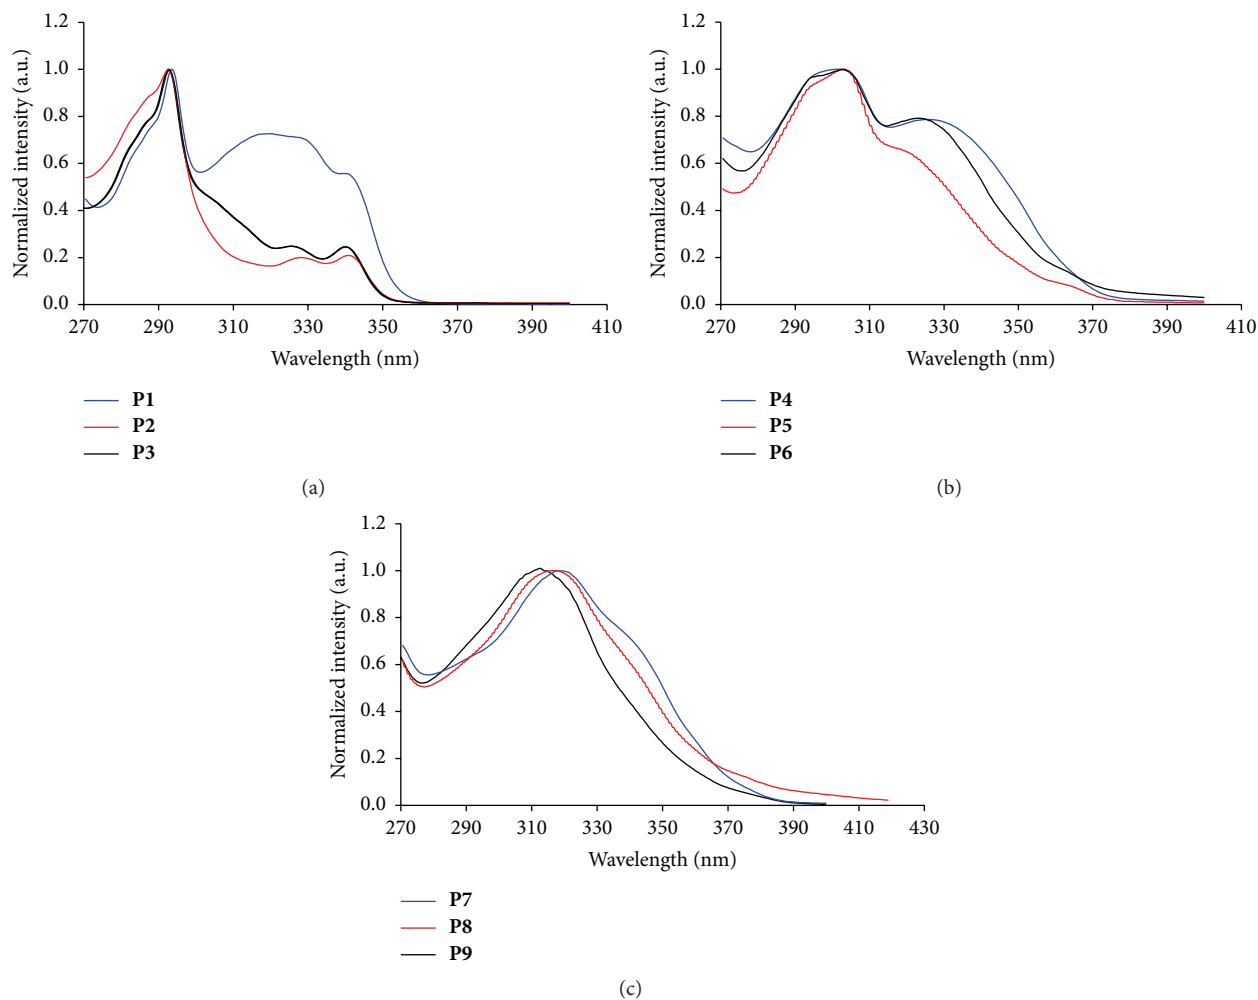 Normalized intensity (a.u.)
1.2
1.0
0.8
0.6
0.4
0.2
0.0
270 290 310 330 350 370 390 410
Wavelength (nm)
P1
P2
P3
(a)
Normalized intensity (a.u.)
1.2
1.0
0.8
0.6
0.4
0.2
0.0
270 290 310 330 350 370 390 410
Wavelength (nm)
P4
P5
P6
(b)
Normalized intensity (a.u.)
1.2
1.0
0.8
0.6
0.4
0.2
0.0
270 290 310 330 350 370 390 410 430
Wavelength (nm)
P7
P8
P9
(c)